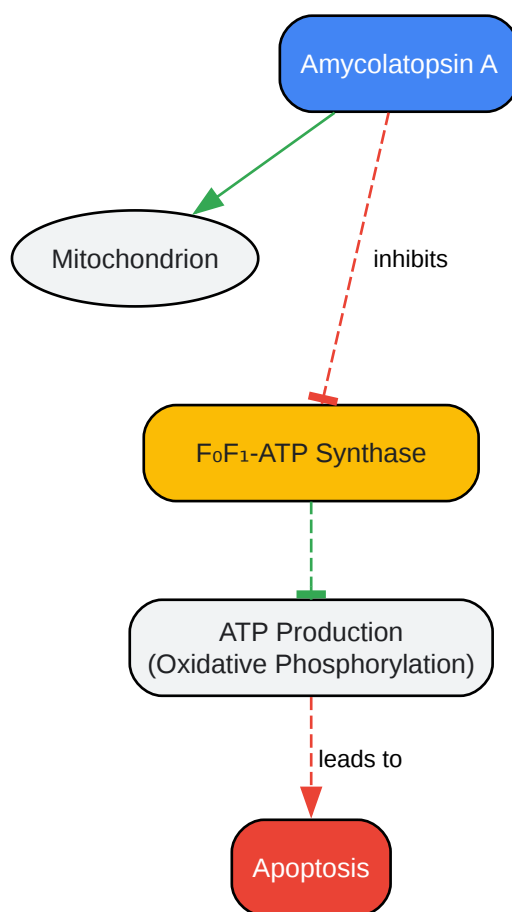 Amycolatopsin A
Mitochondrion
inhibits
F₀F₁-ATP Synthase
ATP Production
(Oxidative Phosphorylation)
leads to
Apoptosis